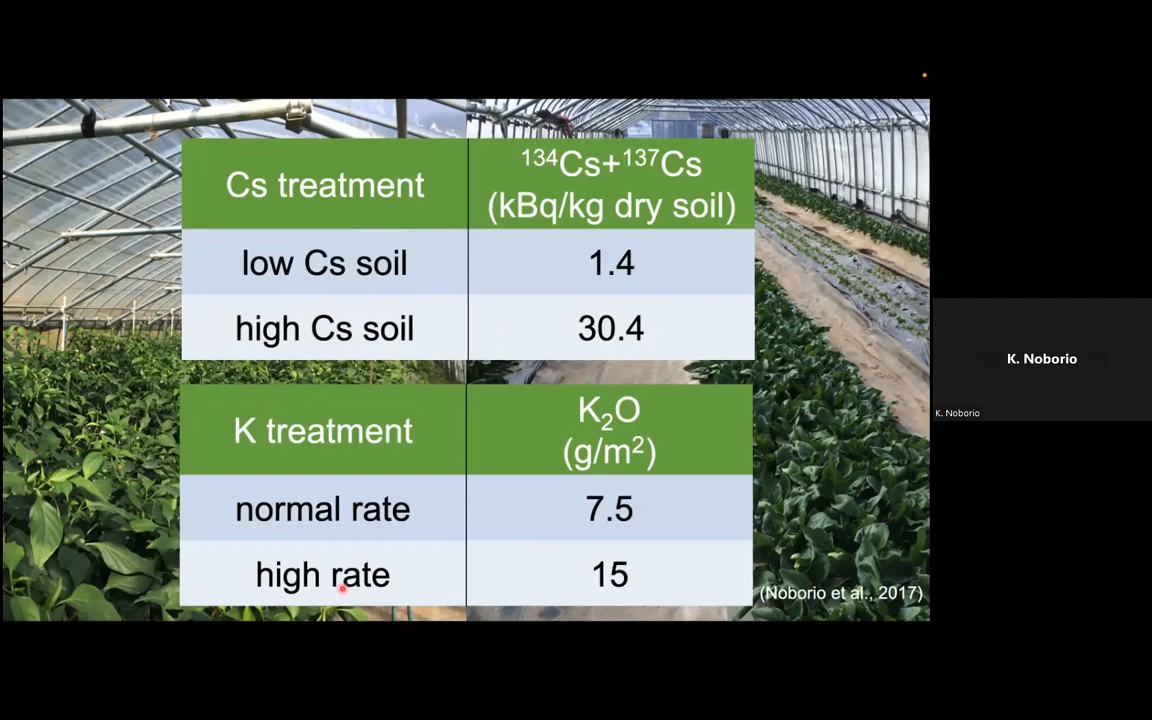 Cs treatment
¹³⁴Cs+¹³⁷Cs
(kBq/kg dry soil)
low Cs soil
1.4
high Cs soil
30.4
K treatment
K₂O
(g/m²)
normal rate
7.5
high rate
15
(Noborio et al., 2017)
K. Noborio
K. Noborio